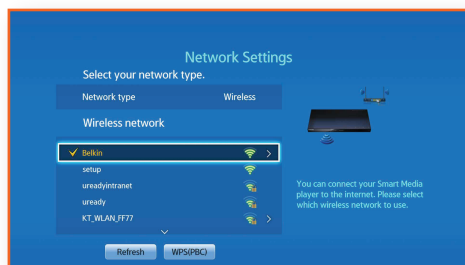 Network Settings
Select your network type.
Network type Wireless
Wireless network
Belkin
setup
ureadyintranet
uready
KT_WLAN_FF77
You can connect your Smart Media
player to the internet. Please select
which wireless network to use.
Refresh WPS(PBC)